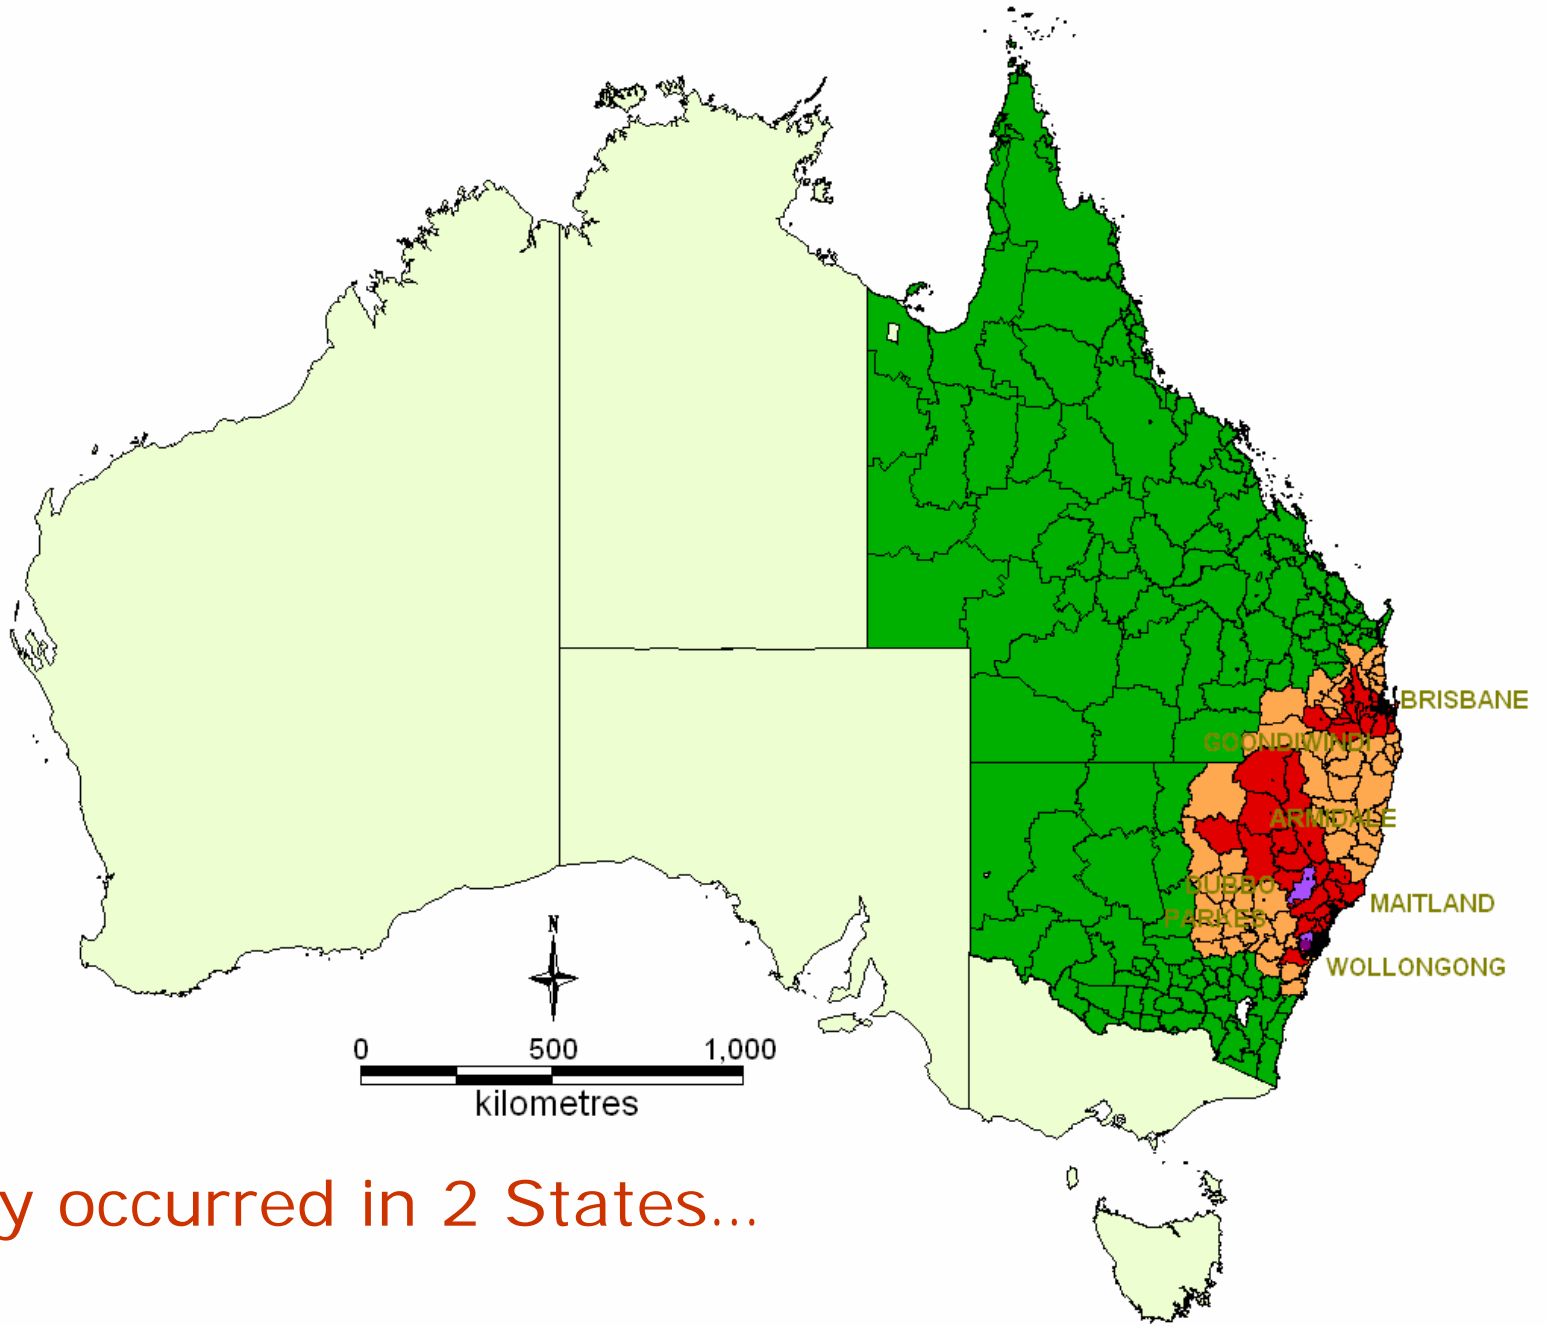 BRISBANE
GOONDIWINDI
ARMIDALE
DUBBO
MAITLAND
PARKES
WOLLONGONG
N
0 500 1,000
kilometres
y occurred in 2 States...